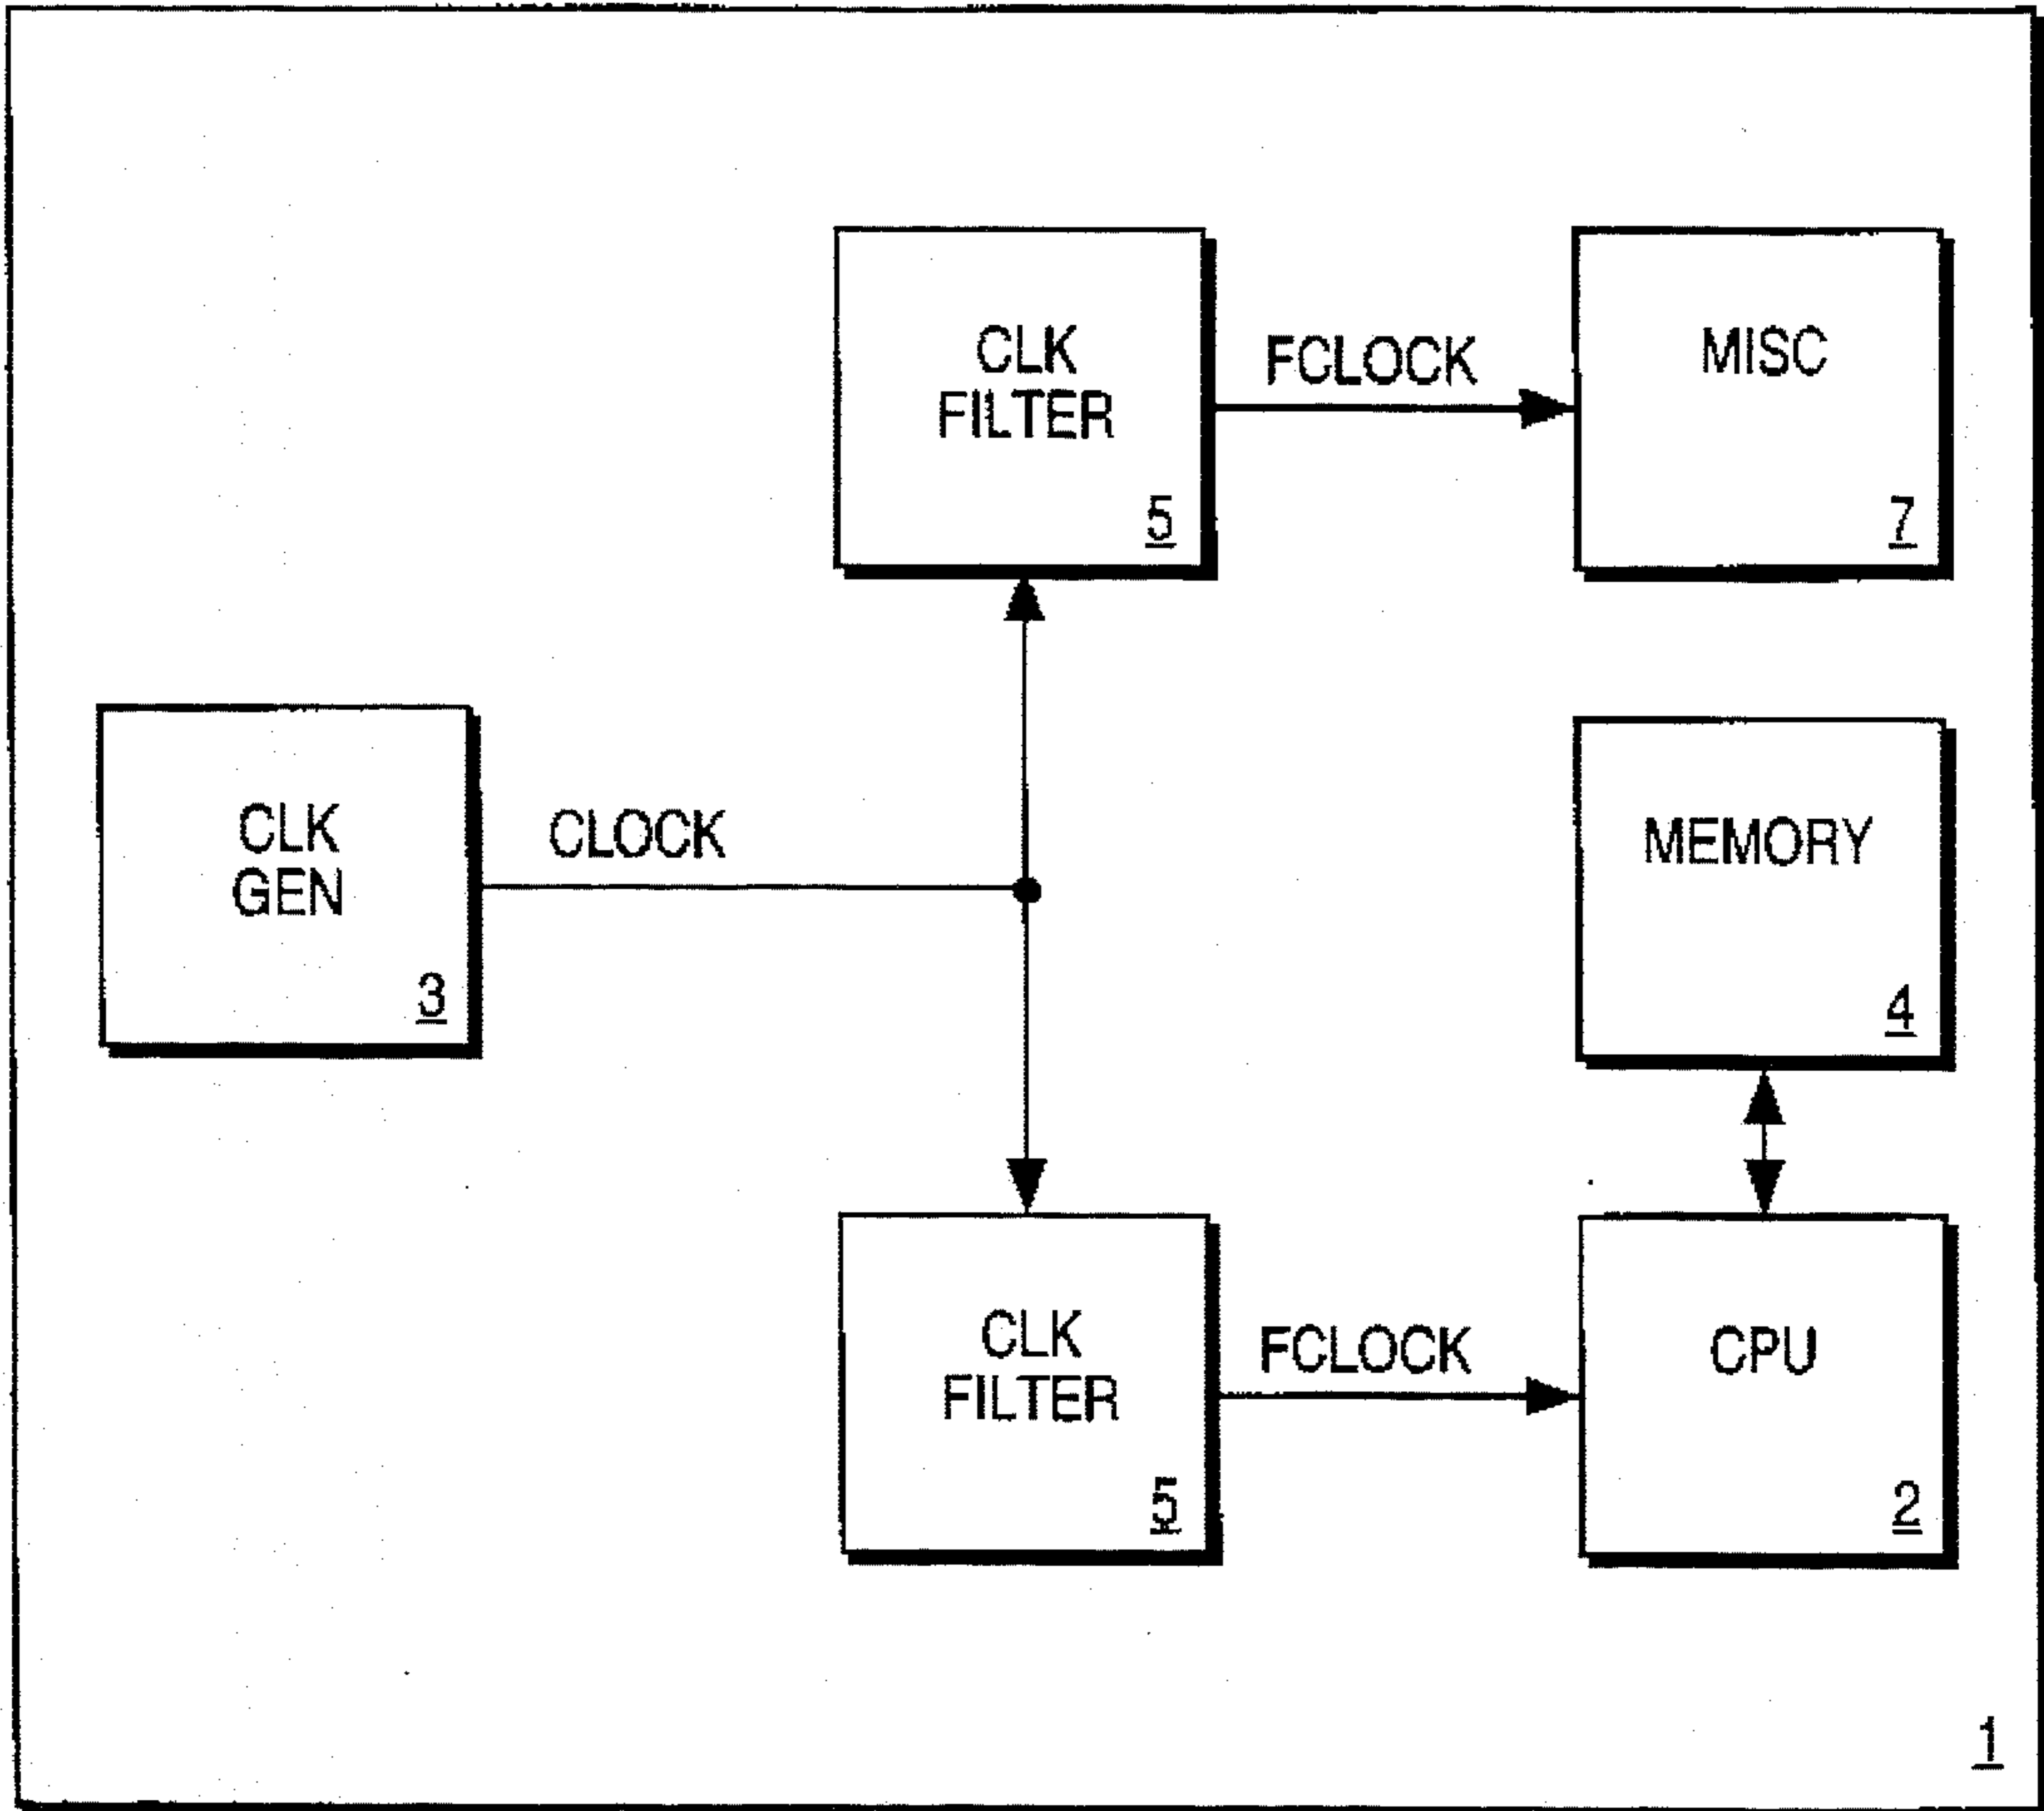 CLK
FILTER
5
FCLOCK
MISC
7
CLK
GEN
3
CLOCK
MEMORY
4
CLK
FILTER
5
FCLOCK
CPU
2
1